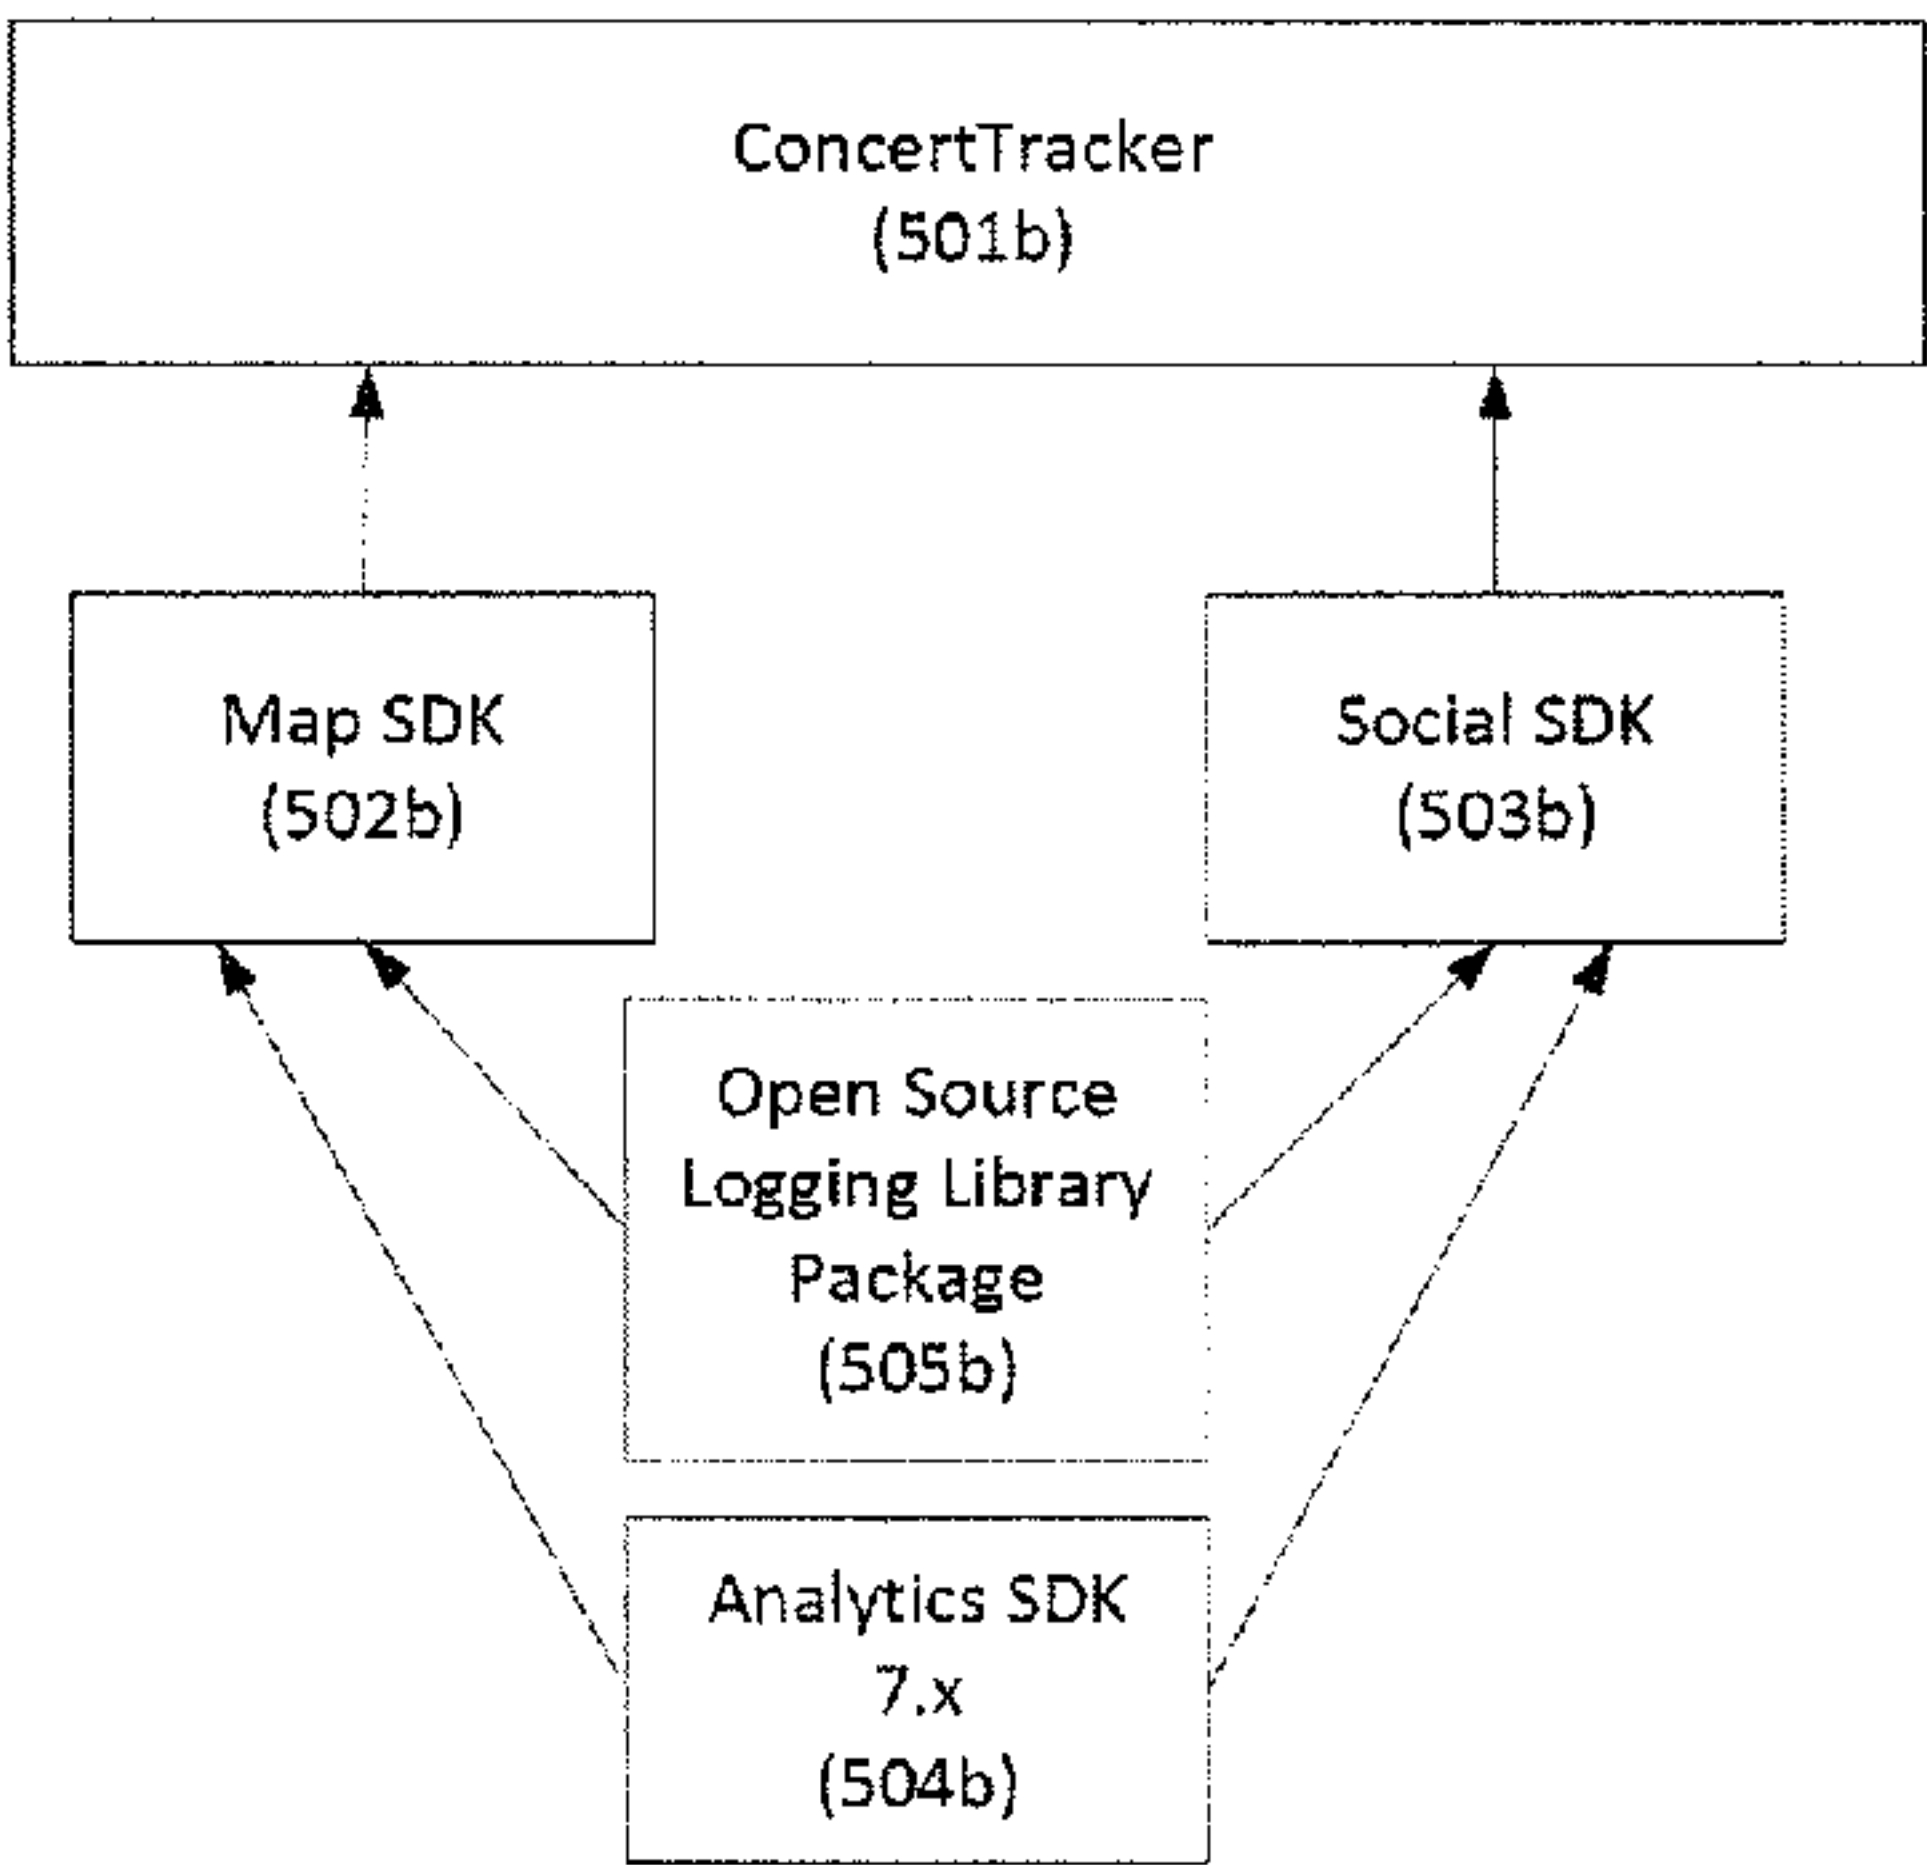 ConcertTracker
(501b)
Map SDK
(502b)
Social SDK
(503b)
Open Source
Logging Library
Package
(505b)
Analytics SDK
7.x
(504b)